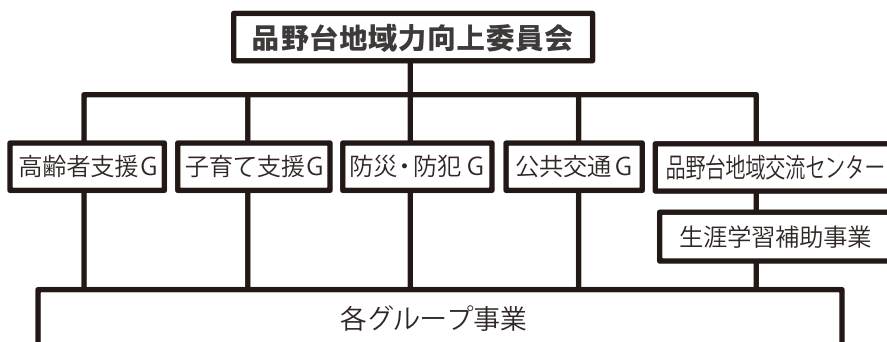 品野台地域力向上委員会
高齢者支援G
子育て支援G
防災・防犯G
公共交通G
品野台地域交流センター
生涯学習補助事業
各グループ事業